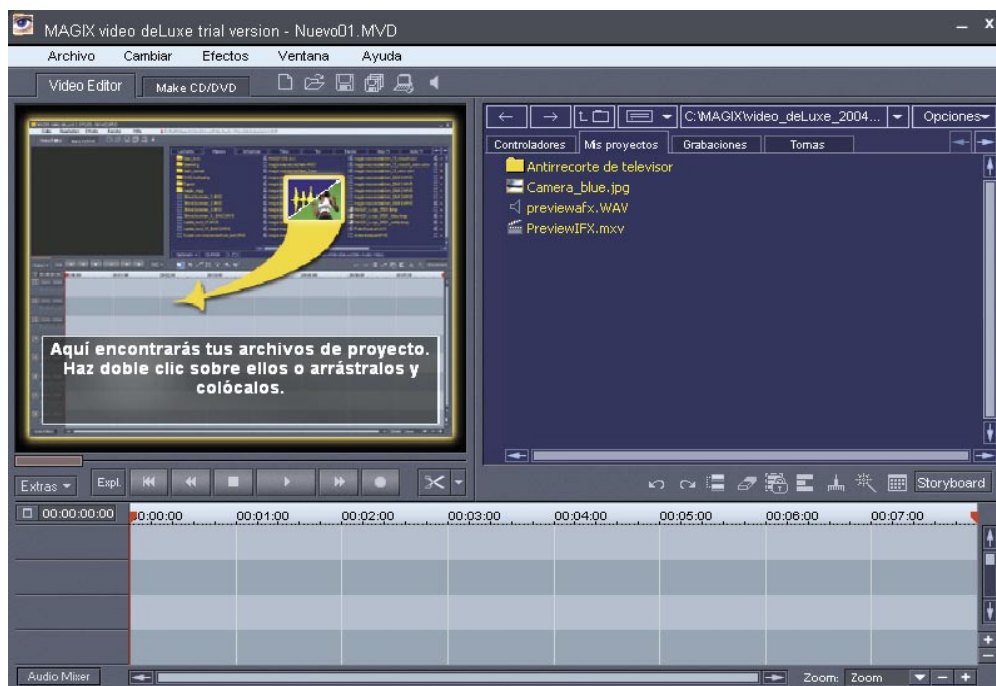 MAGIX video deLuxe trial version - Nuevo01.MVD
Archivo Cambiar Efectos Ventana Ayuda
Video Editor Make CD/DVD
C:\MAGIX\video_deLuxe_2004... Opciones
Controladores Mis proyectos Grabaciones Tomas
Antirrecorte de televisor
Camera_blue.jpg
previewafx.WAV
PreviewIFX.mxv
Aquí encontrarás tus archivos de proyecto.
Haz doble clic sobre ellos o arrástralos y
colócalos.
Extras Expl. Storyboard
00:00:00:00 0:00:00 00:01:00 00:02:00 00:03:00 00:04:00 00:05:00 00:06:00 00:07:00
Audio Mixer Zoom: Zoom